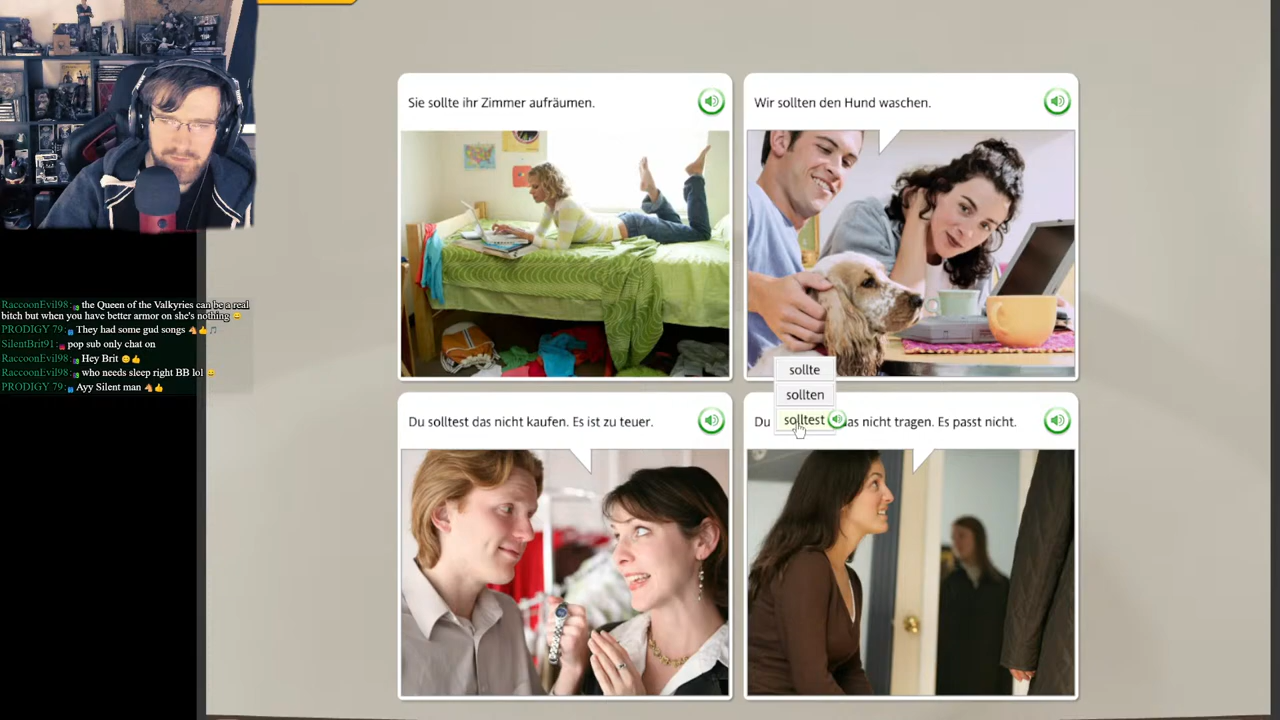 Sie sollte ihr Zimmer aufräumen.
Wir sollten den Hund waschen.
RaccoonEvil98: the Queen of the Valkyries can be a real
bitch but when you have better armor on she's nothing
PRODIGY 79: They had some gud songs
SilentBrit91: pop sub only chat on
RaccoonEvil98: Hey Brit
RaccoonEvil98: who needs sleep right BB lol
PRODIGY 79: Ayy Silent man
sollte
sollten
solltest
Du solltest das nicht kaufen. Es ist zu teuer.
Du as nicht tragen. Es passt nicht.